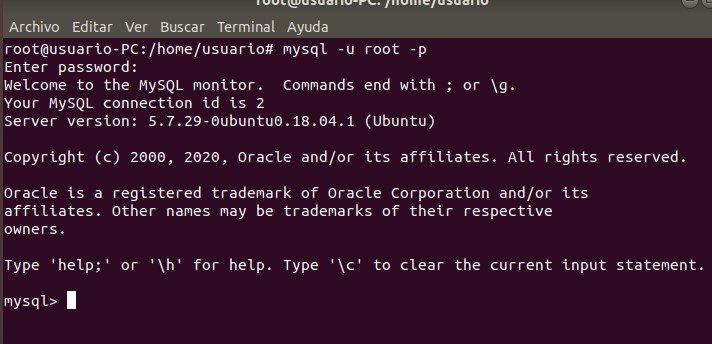 root@usuario-PC: /home/usuario
Archivo Editar Ver Buscar Terminal Ayuda
root@usuario-PC:/home/usuario# mysql -u root -p
Enter password:
Welcome to the MySQL monitor.  Commands end with ; or \g.
Your MySQL connection id is 2
Server version: 5.7.29-0ubuntu0.18.04.1 (Ubuntu)
Copyright (c) 2000, 2020, Oracle and/or its affiliates. All rights reserved.
Oracle is a registered trademark of Oracle Corporation and/or its
affiliates. Other names may be trademarks of their respective
owners.
Type 'help;' or '\h' for help. Type '\c' to clear the current input statement.
mysql>